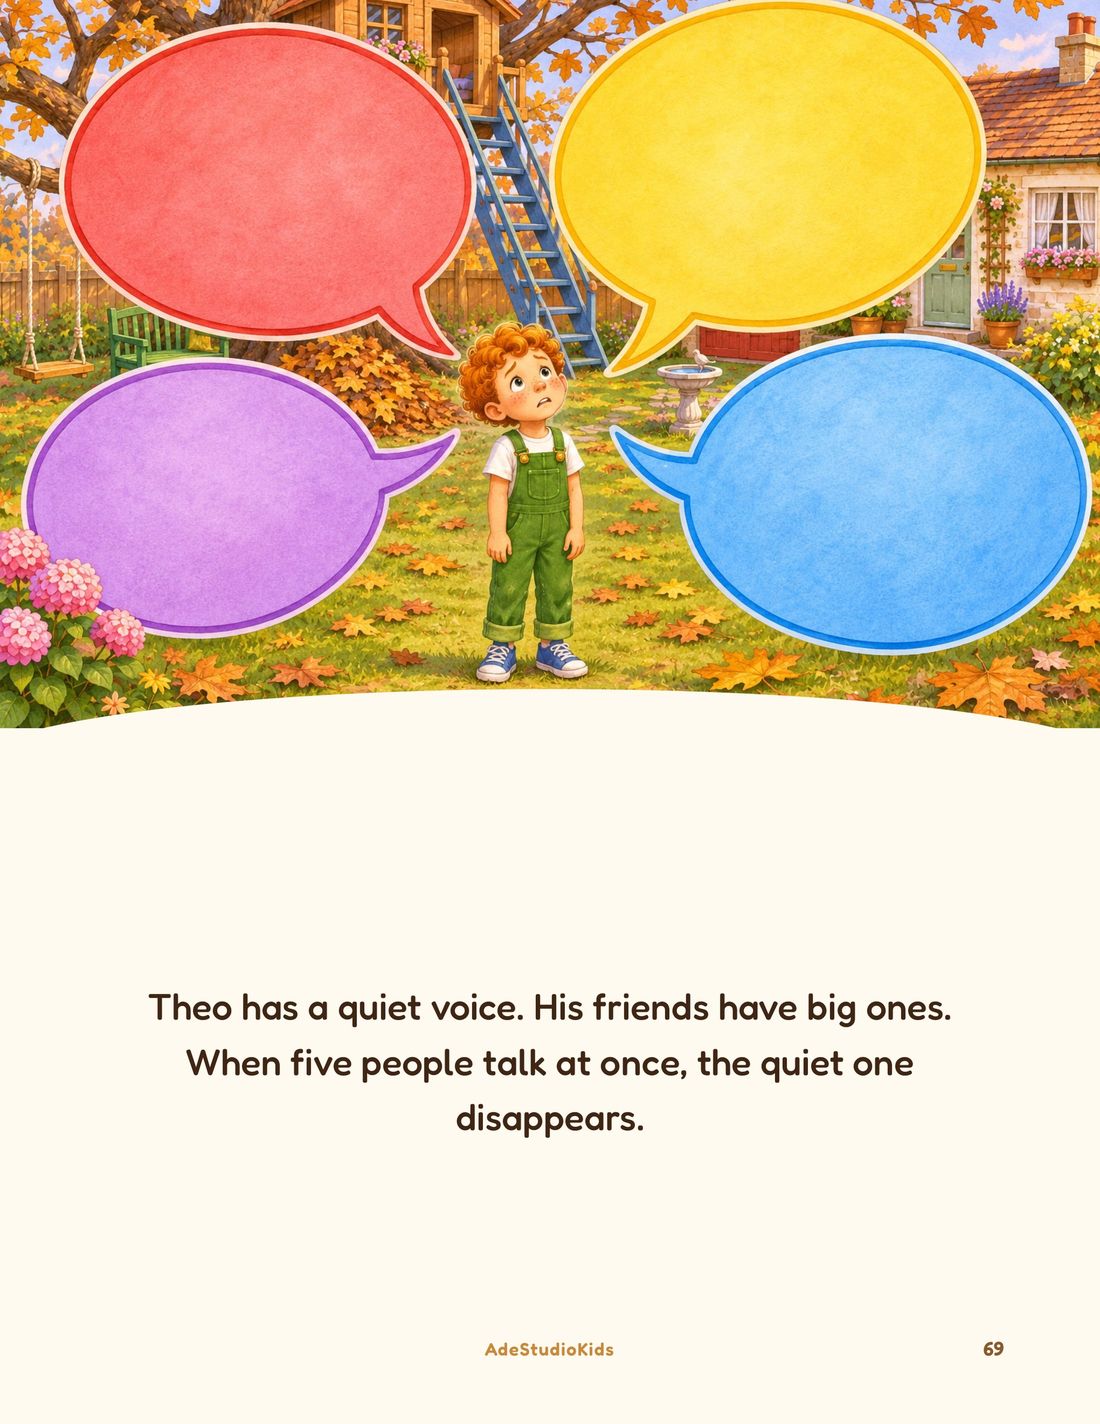 Theo has a quiet voice. His friends have big ones.
When five people talk at once, the quiet one
disappears.
AdeStudioKids
69